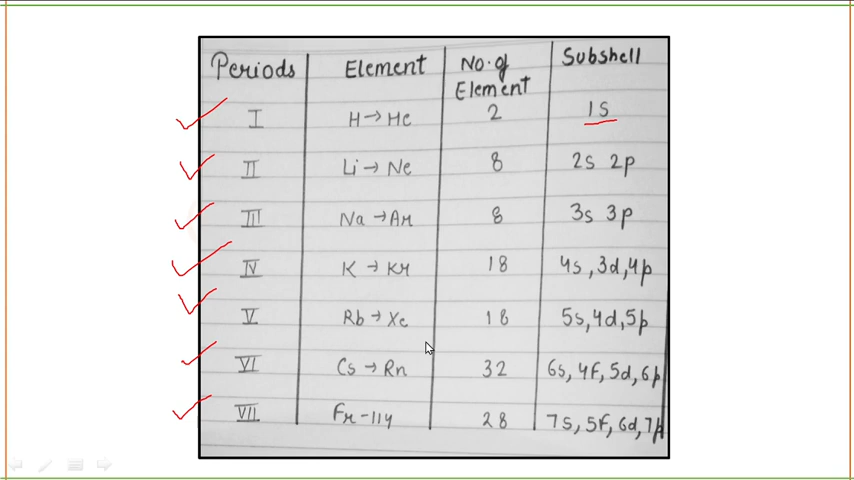 Periods Element No. of Element Subshell
I H → He 2 1s
II Li → Ne 8 2s 2p
III Na → Ar 8 3s 3p
IV K → Kr 18 4s, 3d, 4p
V Rb → Xe 18 5s, 4d, 5p
VI Cs → Rn 32 6s, 4f, 5d, 6p
VII Fr - 114 28 7s, 5f, 6d, 7p